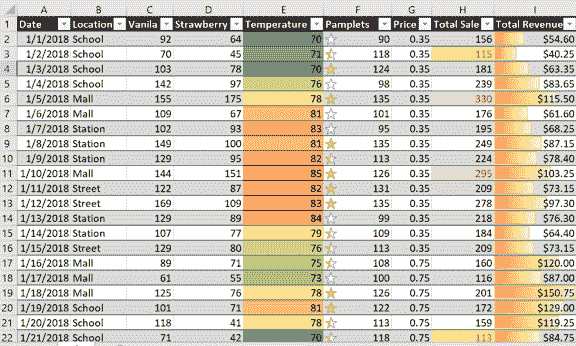 A B C D E F G H I
1 Date Location Vanila Strawberry Temperature Pamplets Price Total Sale Total Revenue
2 1/1/2018 School 92 64 70 90 0.35 156 $54.60
3 1/2/2018 School 70 45 71 118 0.35 115 $40.25
4 1/3/2018 School 103 78 70 124 0.35 181 $63.35
5 1/4/2018 School 142 97 76 98 0.35 239 $83.65
6 1/5/2018 Mall 155 175 78 135 0.35 330 $115.50
7 1/6/2018 Mall 109 67 81 101 0.35 176 $61.60
8 1/7/2018 Station 102 93 83 95 0.35 195 $68.25
9 1/8/2018 Station 149 100 81 135 0.35 249 $87.15
10 1/9/2018 Station 129 95 82 113 0.35 224 $78.40
11 1/10/2018 Mall 144 151 85 126 0.35 295 $103.25
12 1/11/2018 Street 122 87 82 131 0.35 209 $73.15
13 1/12/2018 Street 169 109 83 135 0.35 278 $97.30
14 1/13/2018 Station 129 89 84 99 0.35 218 $76.30
15 1/14/2018 Station 107 77 79 109 0.35 184 $64.40
16 1/15/2018 Street 129 80 76 113 0.35 209 $73.15
17 1/16/2018 Mall 89 71 75 108 0.75 160 $120.00
18 1/17/2018 Mall 61 55 73 100 0.75 116 $87.00
19 1/18/2018 Mall 125 76 78 126 0.75 201 $150.75
20 1/19/2018 School 101 71 81 122 0.75 172 $129.00
21 1/20/2018 School 118 41 78 113 0.75 159 $119.25
22 1/21/2018 School 71 42 70 118 0.75 113 $84.75